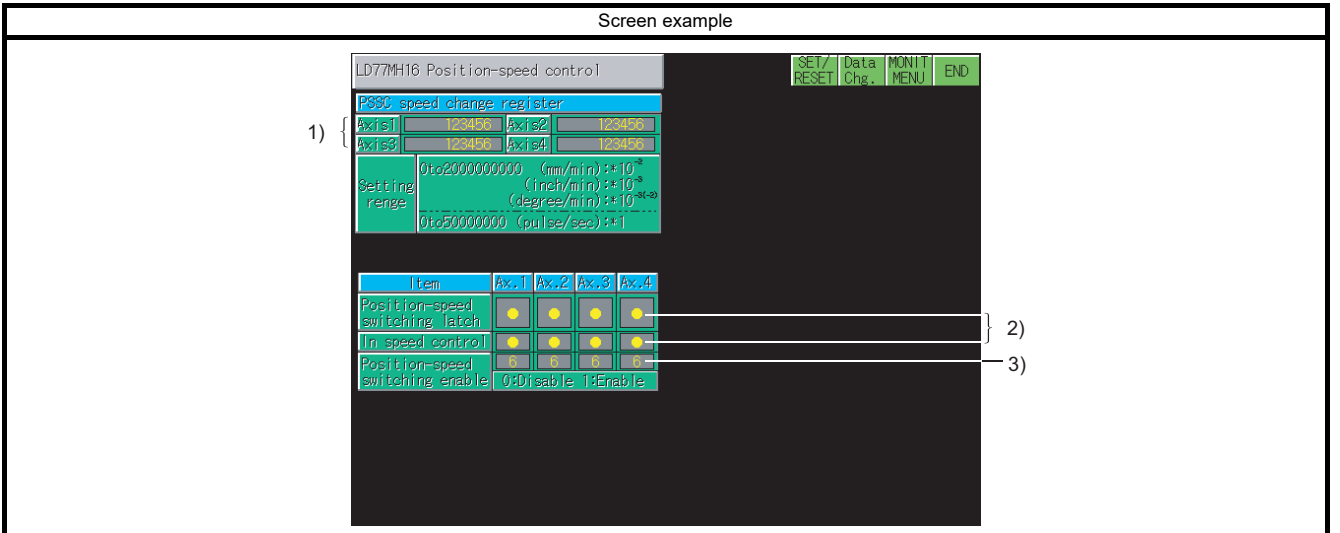 Screen example
LD77MH16 Position-speed control
SET/ RESET
Data Chg.
MONIT MENU
END
PSSC speed change register
1)
Axis1 123456 Axis2 123456
Axis3 123456 Axis4 123456
Setting renge
0to2000000000 (mm/min):*10⁻²
(inch/min):*10⁻³
(degree/min):*10⁻³⁽⁻²⁾
0to50000000 (pulse/sec):*1
Item Ax.1 Ax.2 Ax.3 Ax.4
Position-speed
switching latch
2)
In speed control
Position-speed 6 6 6 6
3)
switching enable 0:Disable 1:Enable